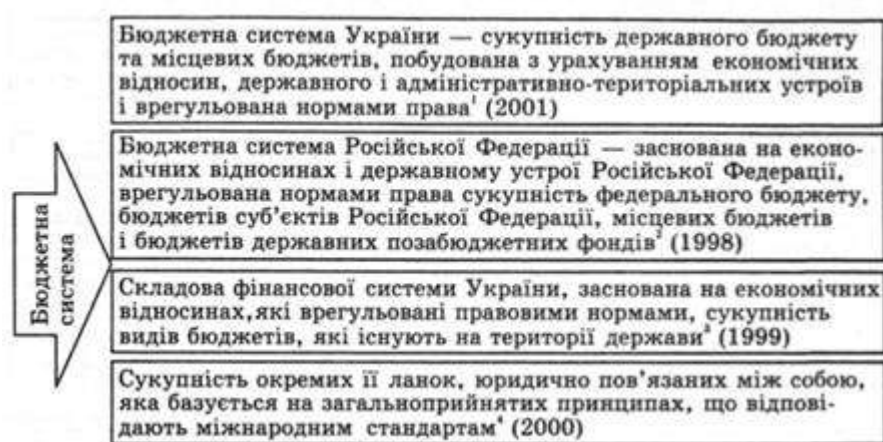 Бюджетна система України — сукупність державного бюджету
та місцевих бюджетів, побудована з урахуванням економічних
відносин, державного і адміністративно-територіальних устроїв
і врегульована нормами права¹ (2001)
Бюджетна система Російської Федерації — заснована на еконо-
мічних відносинах і державному устрої Російської Федерації,
врегульована нормами права сукупність федерального бюджету,
бюджетів суб'єктів Російської Федерації, місцевих бюджетів
і бюджетів державних позабюджетних фондів² (1998)
Бюджетна
система
Складова фінансової системи України, заснована на економічних
відносинах,які врегульовані правовими нормами, сукупність
видів бюджетів, які існують на території держави³ (1999)
Сукупність окремих її ланок, юридично пов'язаних між собою,
яка базується на загальноприйнятих принципах, що відпові-
дають міжнародним стандартам⁴ (2000)